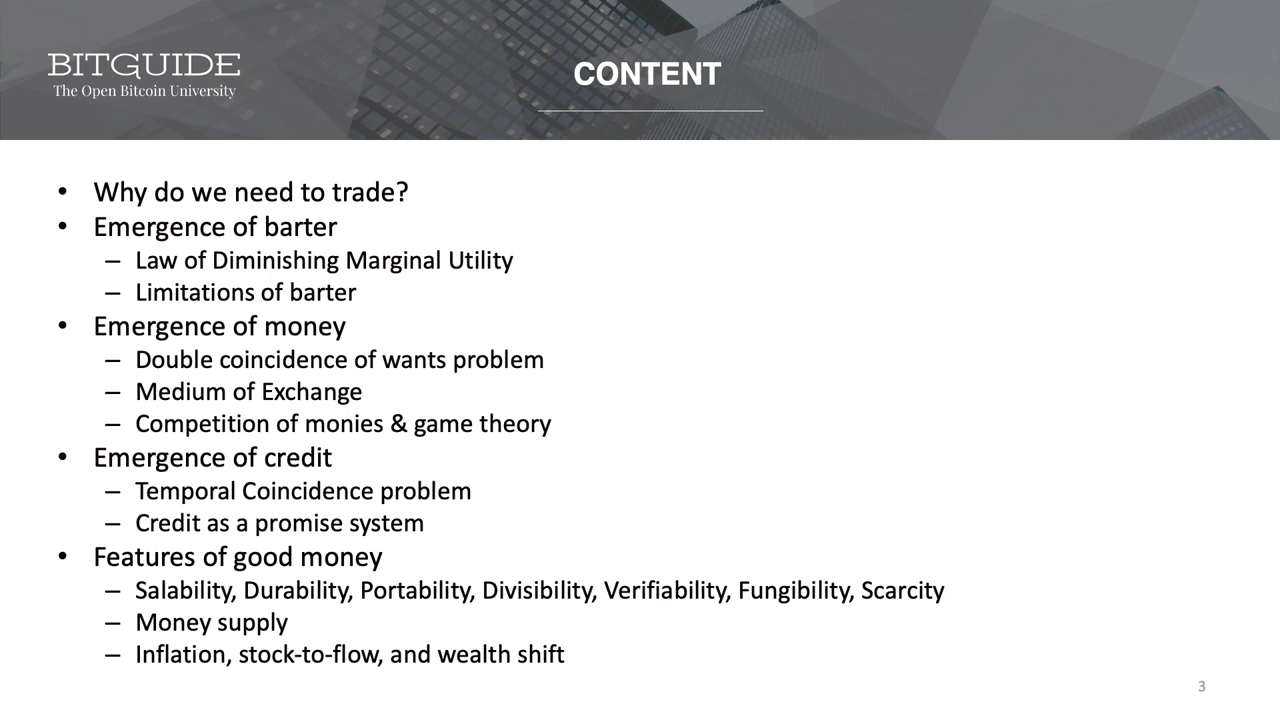 BITGUIDE
The Open Bitcoin University
CONTENT
• Why do we need to trade?
• Emergence of barter
– Law of Diminishing Marginal Utility
– Limitations of barter
• Emergence of money
– Double coincidence of wants problem
– Medium of Exchange
– Competition of monies & game theory
• Emergence of credit
– Temporal Coincidence problem
– Credit as a promise system
• Features of good money
– Salability, Durability, Portability, Divisibility, Verifiability, Fungibility, Scarcity
– Money supply
– Inflation, stock-to-flow, and wealth shift
3